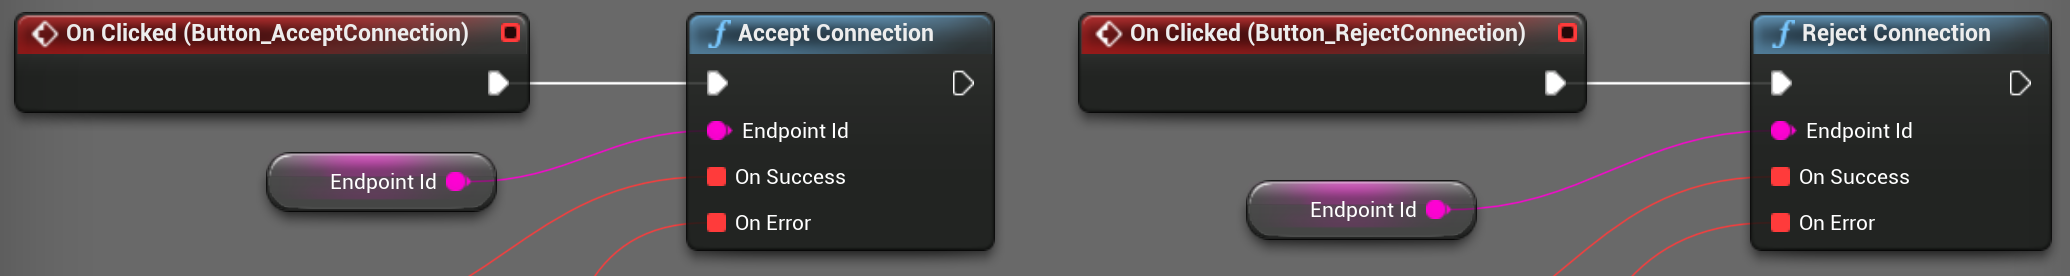 On Clicked (Button_AcceptConnection)
f Accept Connection
Endpoint Id
Endpoint Id
On Success
On Error
On Clicked (Button_RejectConnection)
f Reject Connection
Endpoint Id
Endpoint Id
On Success
On Error